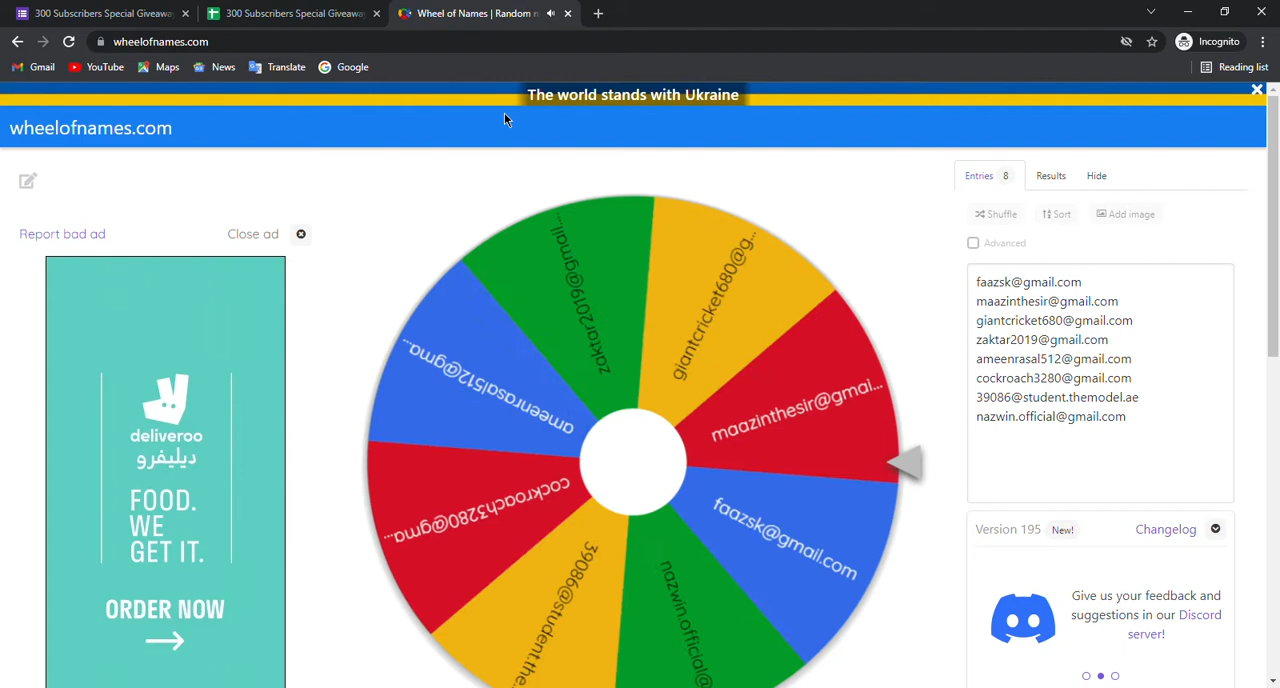 300 Subscribers Special Giveaway
300 Subscribers Special Giveaway
Wheel of Names | Random n
wheelofnames.com
Incognito
Gmail
YouTube
Maps
News
Translate
Google
Reading list
The world stands with Ukraine
wheelofnames.com
Entries 8
Results
Hide
Shuffle
Sort
Add image
Advanced
Report bad ad
Close ad
deliveroo
ديليفرو
FOOD.
WE
GET IT.
ORDER NOW
zaktar2019@gmail...
giantcricket680@g...
maazinthesir@gmai...
faazsk@gmail.com
nazwin.official@
39086@student.the...
cockroach3280@gma...
ameenrasal512@gma...
faazsk@gmail.com
maazinthesir@gmail.com
giantcricket680@gmail.com
zaktar2019@gmail.com
ameenrasal512@gmail.com
cockroach3280@gmail.com
39086@student.themodel.ae
nazwin.official@gmail.com
Version 195 New!
Changelog
Give us your feedback and
suggestions in our Discord
server!